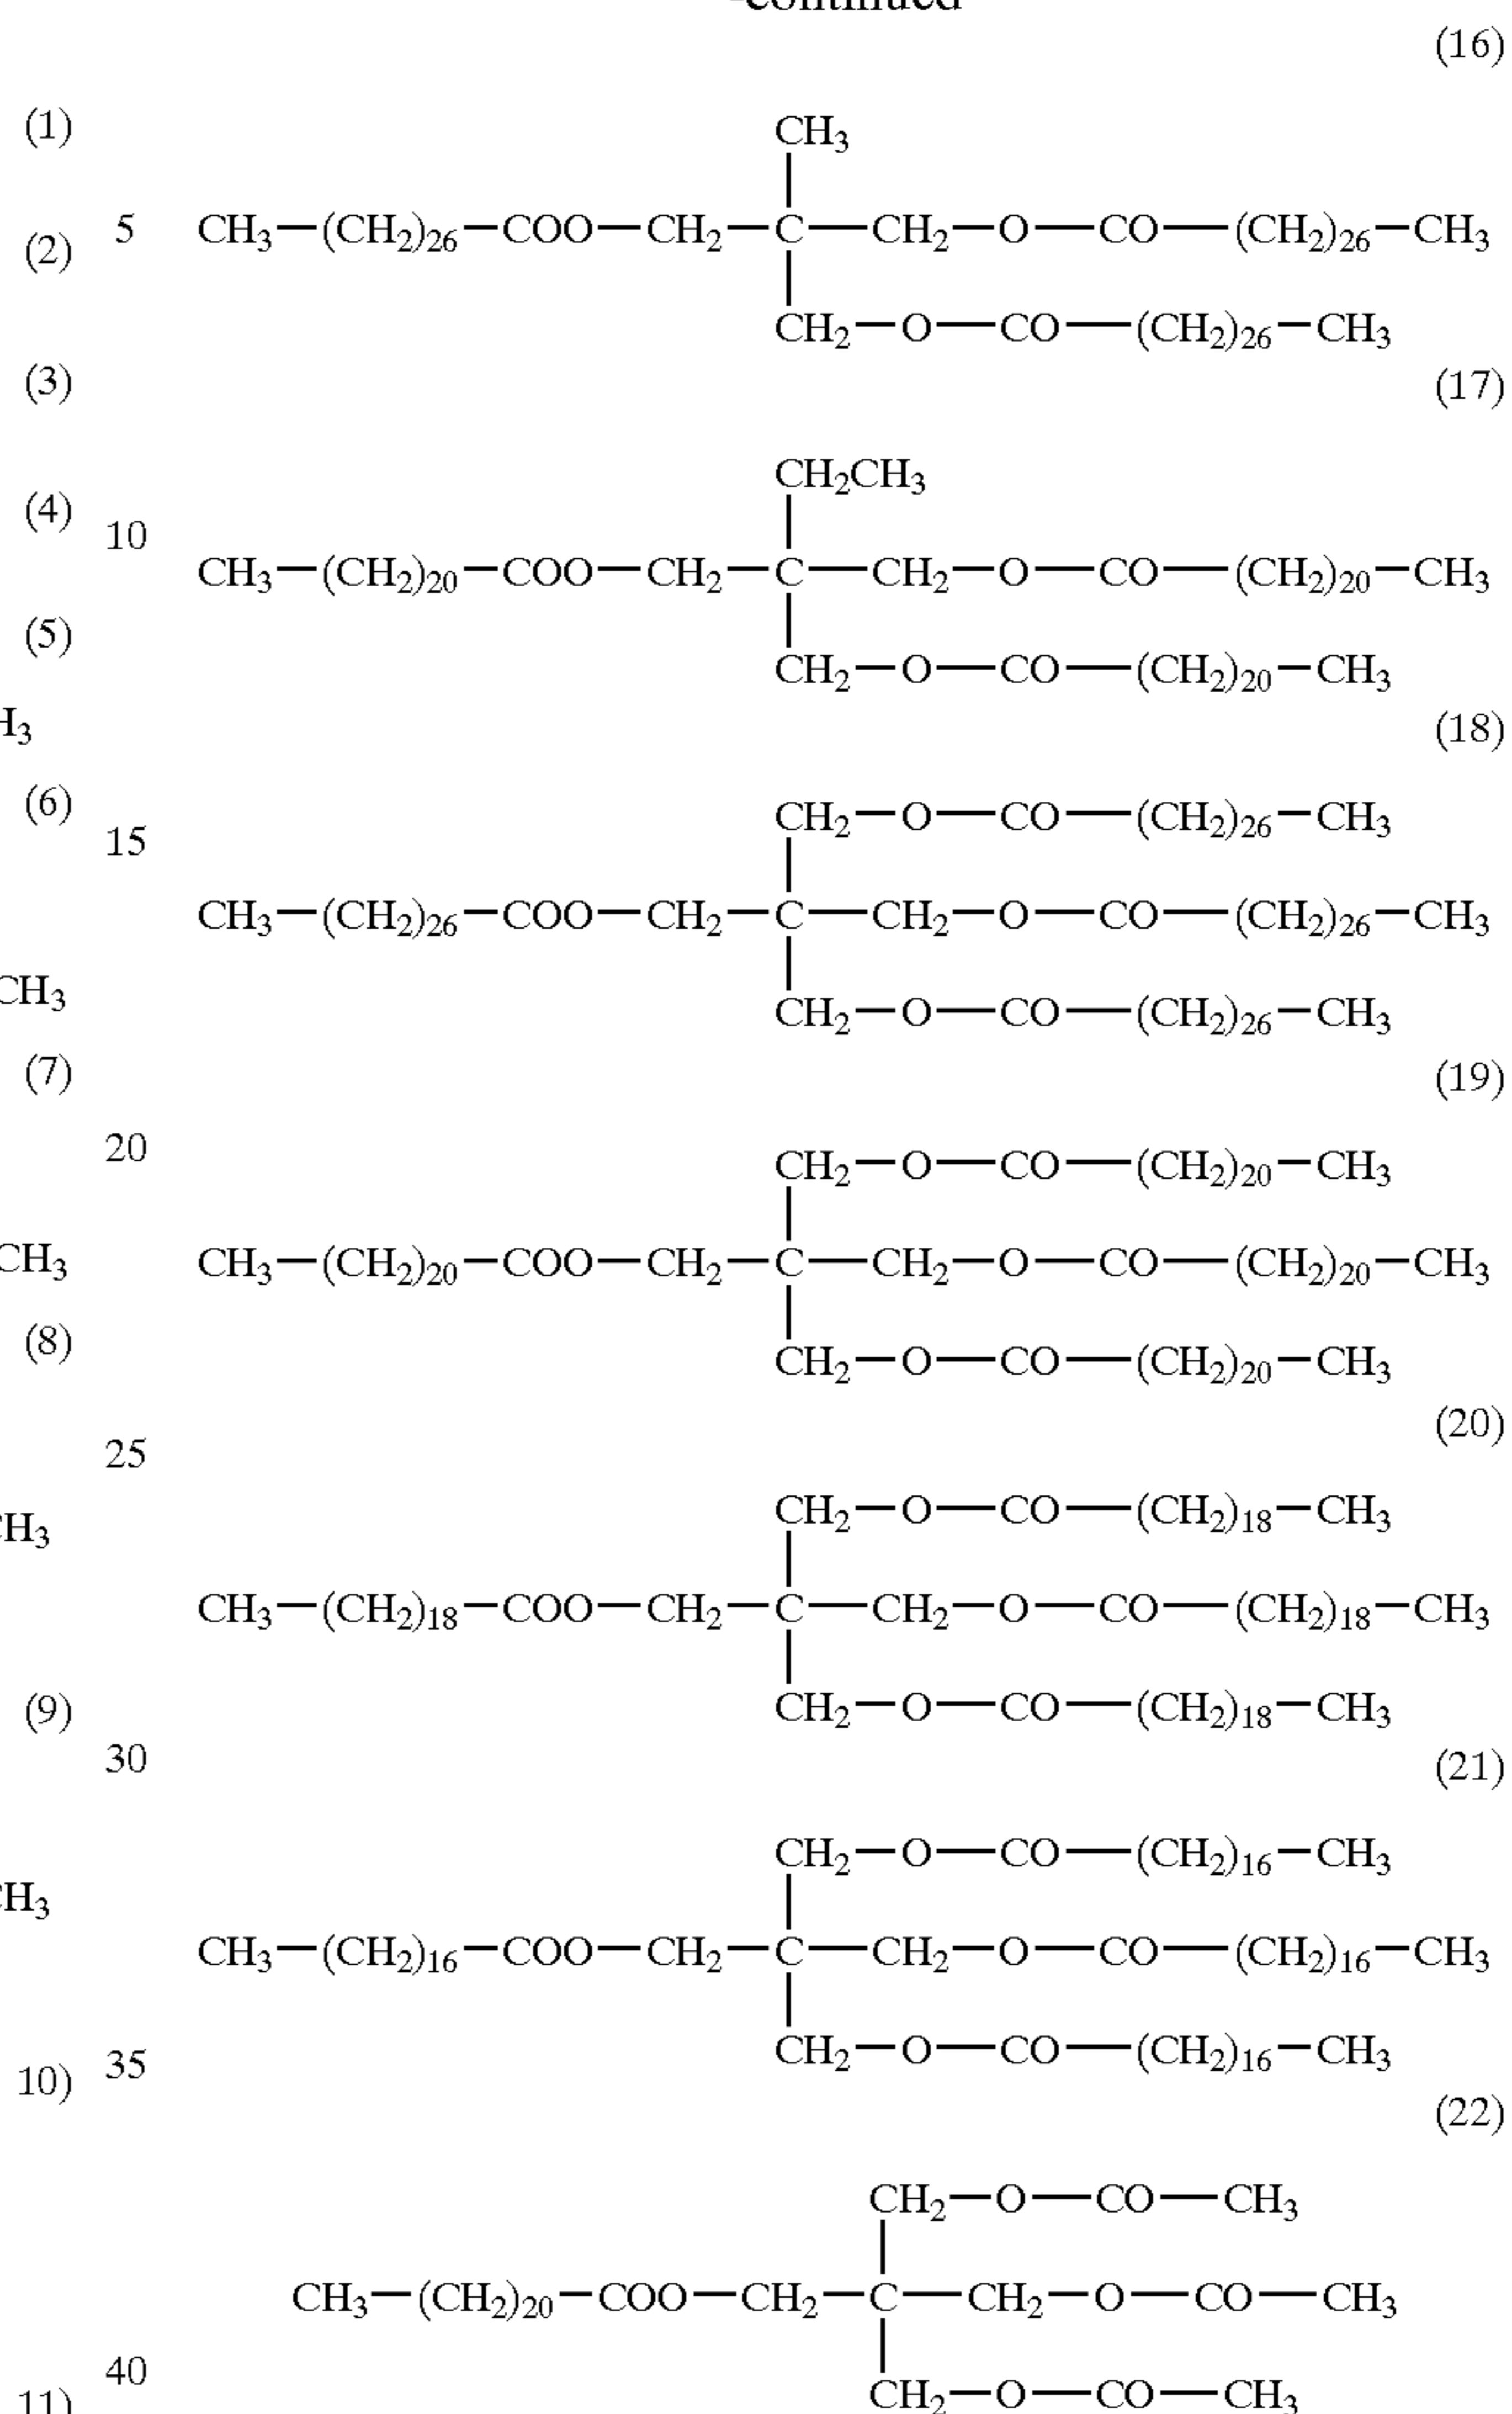 -continued
(16)
(1)
CH₃
5 CH₃—(CH₂)₂₆—COO—CH₂—C—CH₂—O—CO—(CH₂)₂₆—CH₃
(2)
CH₂—O—CO—(CH₂)₂₆—CH₃
(3)
(17)
CH₂CH₃
(4)
10
CH₃—(CH₂)₂₀—COO—CH₂—C—CH₂—O—CO—(CH₂)₂₀—CH₃
(5)
CH₂—O—CO—(CH₂)₂₀—CH₃
H₃
(18)
(6)
CH₂—O—CO—(CH₂)₂₆—CH₃
15
CH₃—(CH₂)₂₆—COO—CH₂—C—CH₂—O—CO—(CH₂)₂₆—CH₃
CH₃
CH₂—O—CO—(CH₂)₂₆—CH₃
(7)
(19)
20
CH₂—O—CO—(CH₂)₂₀—CH₃
CH₃
CH₃—(CH₂)₂₀—COO—CH₂—C—CH₂—O—CO—(CH₂)₂₀—CH₃
(8)
CH₂—O—CO—(CH₂)₂₀—CH₃
(20)
25
CH₂—O—CO—(CH₂)₁₈—CH₃
CH₃
CH₃—(CH₂)₁₈—COO—CH₂—C—CH₂—O—CO—(CH₂)₁₈—CH₃
(9)
CH₂—O—CO—(CH₂)₁₈—CH₃
30
(21)
CH₂—O—CO—(CH₂)₁₆—CH₃
CH₃
CH₃—(CH₂)₁₆—COO—CH₂—C—CH₂—O—CO—(CH₂)₁₆—CH₃
CH₂—O—CO—(CH₂)₁₆—CH₃
10) 35
(22)
CH₂—O—CO—CH₃
CH₃—(CH₂)₂₀—COO—CH₂—C—CH₂—O—CO—CH₃
40
CH₂—O—CO—CH₃
11)